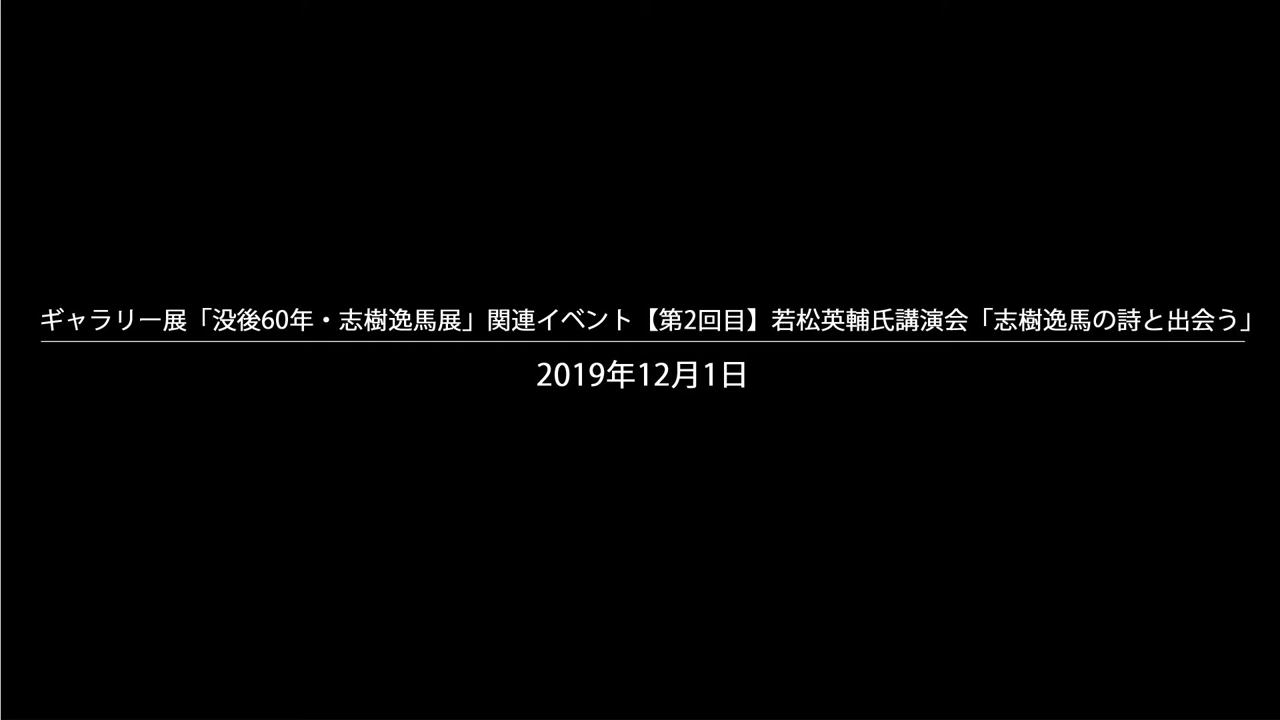 ギャラリー展「没後60年・志樹逸馬展」関連イベント【第2回目】若松英輔氏講演会「志樹逸馬の詩と出会う」
2019年12月1日